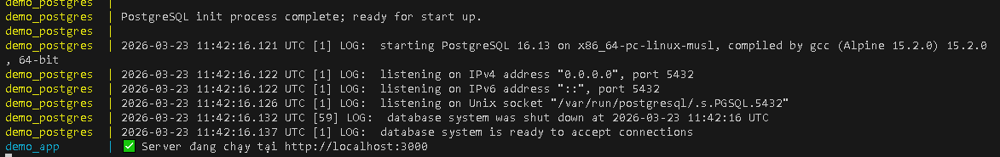 demo_postgres | 
demo_postgres | PostgreSQL init process complete; ready for start up.
demo_postgres |
demo_postgres | 2026-03-23 11:42:16.121 UTC [1] LOG:  starting PostgreSQL 16.13 on x86_64-pc-linux-musl, compiled by gcc (Alpine 15.2.0) 15.2.0
, 64-bit
demo_postgres | 2026-03-23 11:42:16.122 UTC [1] LOG:  listening on IPv4 address "0.0.0.0", port 5432
demo_postgres | 2026-03-23 11:42:16.122 UTC [1] LOG:  listening on IPv6 address "::", port 5432
demo_postgres | 2026-03-23 11:42:16.126 UTC [1] LOG:  listening on Unix socket "/var/run/postgresql/.s.PGSQL.5432"
demo_postgres | 2026-03-23 11:42:16.132 UTC [59] LOG:  database system was shut down at 2026-03-23 11:42:16 UTC
demo_postgres | 2026-03-23 11:42:16.137 UTC [1] LOG:  database system is ready to accept connections
demo_app | ✅ Server đang chạy tại http://localhost:3000